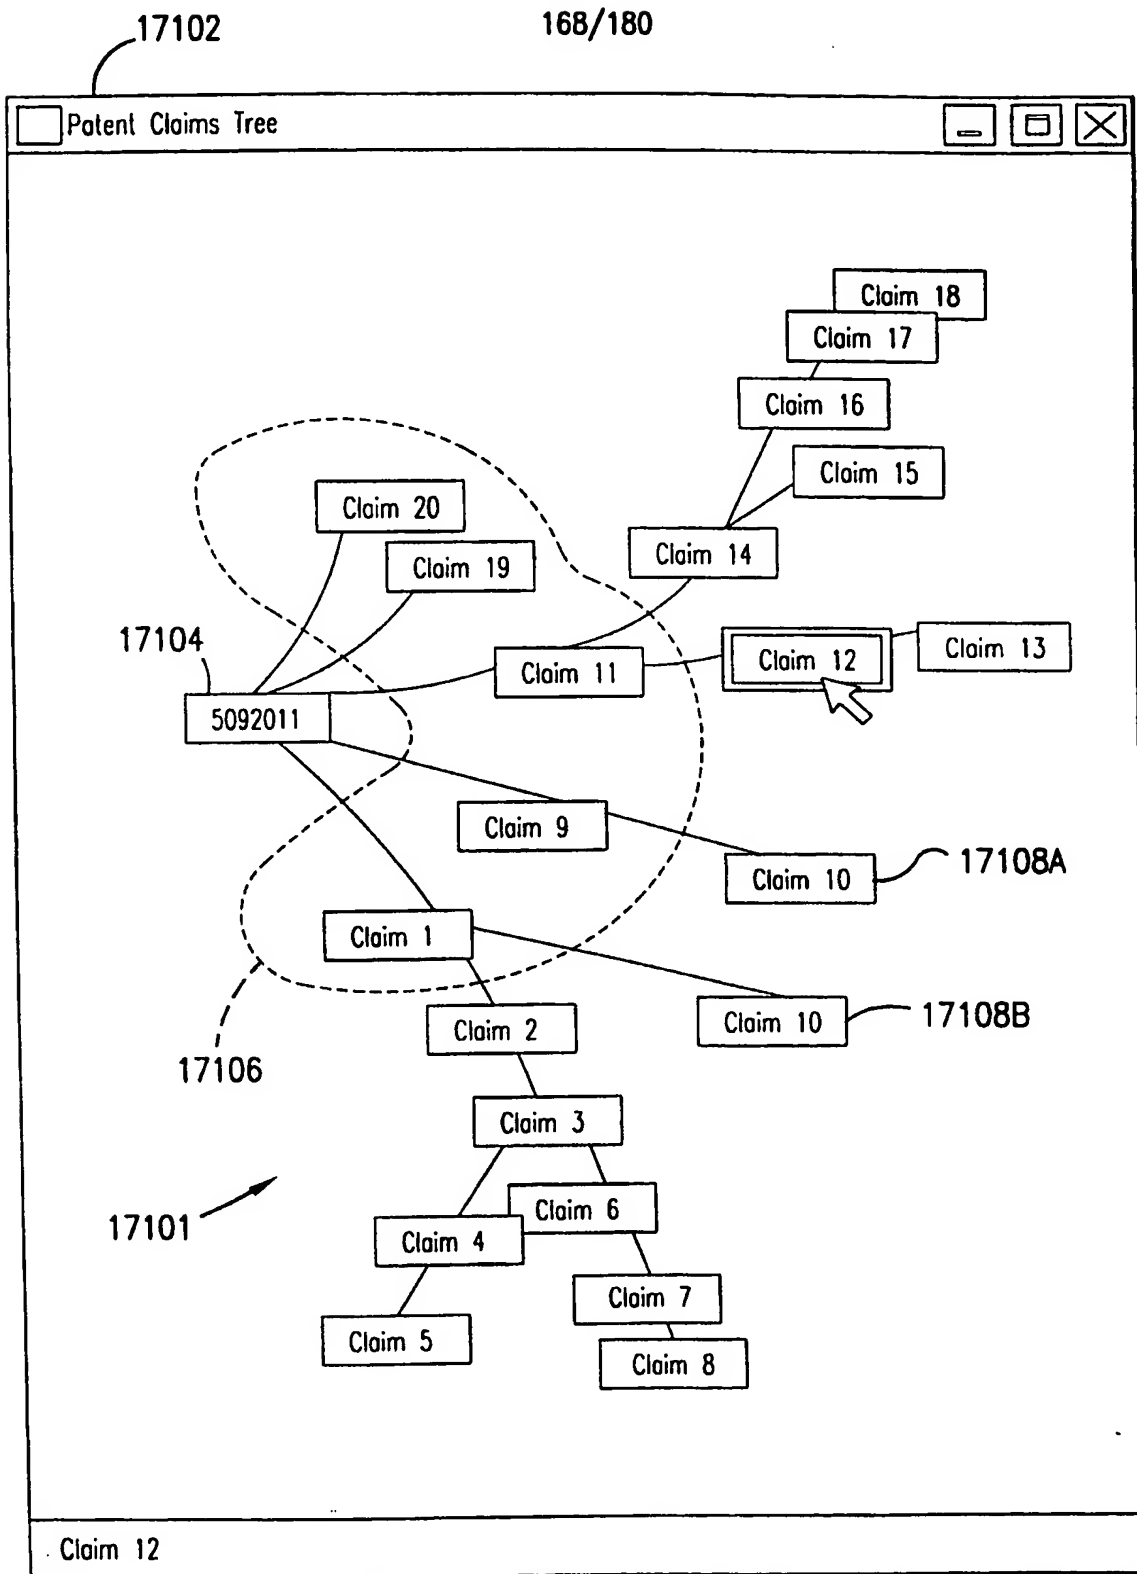 17102
168/180
Patent Claims Tree
Claim 18
Claim 17
Claim 16
Claim 15
Claim 20
Claim 14
Claim 19
17104
Claim 11
Claim 12
Claim 13
5092011
Claim 9
17108A
Claim 10
Claim 1
17108B
Claim 10
Claim 2
17106
Claim 3
17101
Claim 6
Claim 4
Claim 7
Claim 5
Claim 8
Claim 12